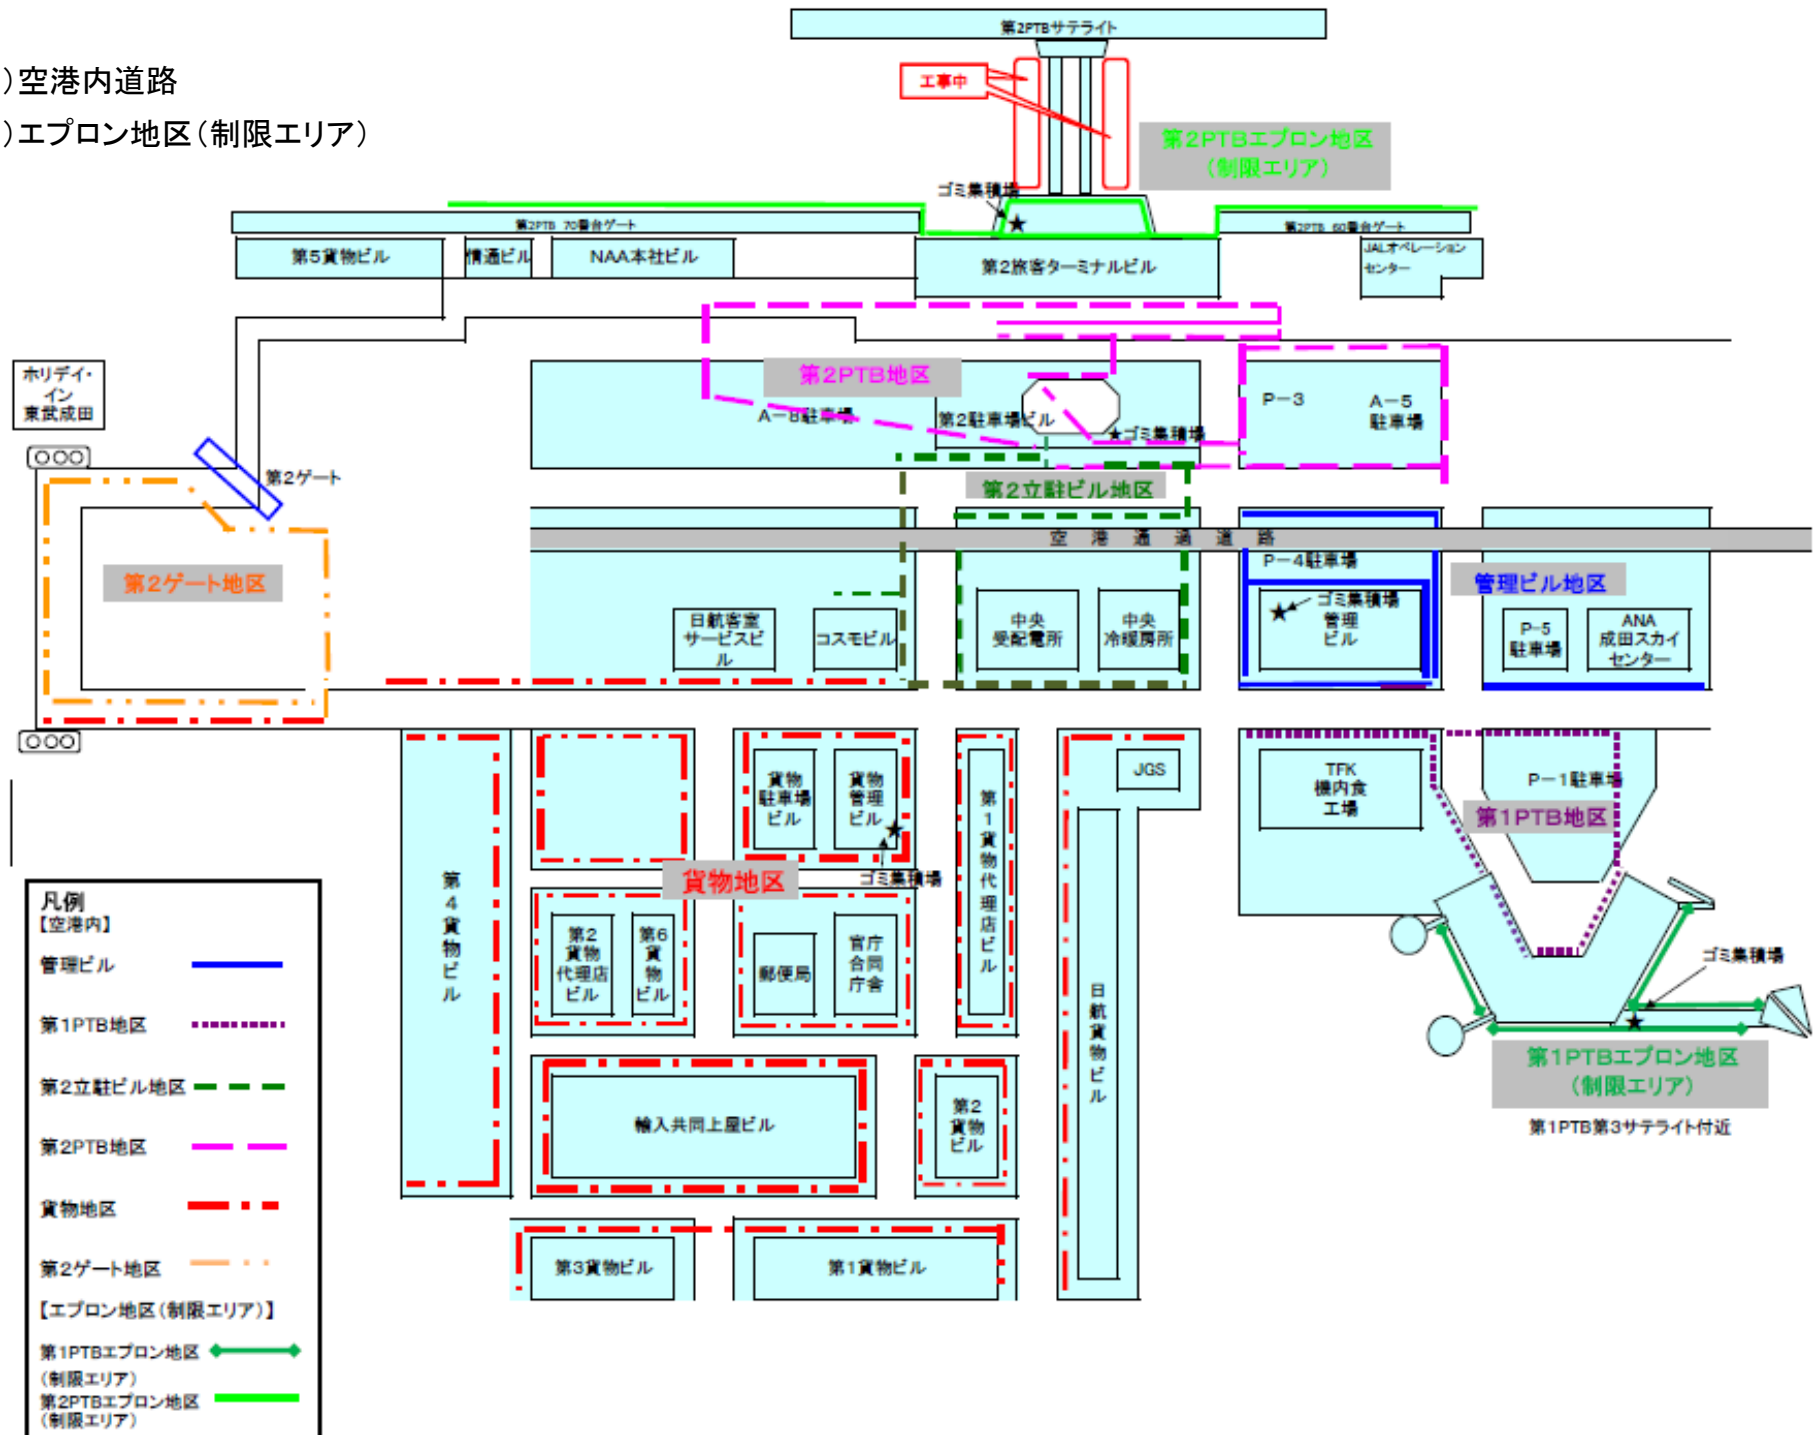 第2PTBサテライト
）空港内道路
）エプロン地区（制限エリア）
工事中
第2PTBエプロン地区
（制限エリア）
ゴミ集積場
★
第2PTB 70番台ゲート
第2PTB 60番台ゲート
第5貨物ビル
情通ビル
NAA本社ビル
第2旅客ターミナルビル
JALオペレーション
センター
ホリデイ・
イン
東武成田
第2PTB地区
A－8駐車場
第2駐車場ビル
★ゴミ集積場
P－3
A－5
駐車場
第2ゲート
第2立駐ビル地区
空港通通道路
第2ゲート地区
P－4駐車場
管理ビル地区
★
ゴミ集積場
管理
ビル
日航客室
サービスビ
ル
コスモビル
中央
受配電所
中央
冷暖房所
P-5
駐車場
ANA
成田スカイ
センター
貨物
駐車場
ビル
貨物
管理
ビル
★
ゴミ集積場
第1貨物代理店ビル
JGS
TFK
機内食
工場
P－1駐車場
第1PTB地区
貨物地区
第4貨物ビル
第2
貨物
代理店
ビル
第6
貨
物
ビル
郵便局
官庁
合同
庁舎
日航貨物ビル
ゴミ集積場
★
第1PTBエプロン地区
（制限エリア）
第1PTB第3サテライト付近
輸入共同上屋ビル
第2
貨物
ビル
第3貨物ビル
第1貨物ビル
凡例
【空港内】
管理ビル
第1PTB地区
第2立駐ビル地区
第2PTB地区
貨物地区
第2ゲート地区
【エプロン地区（制限エリア）】
第1PTBエプロン地区
（制限エリア）
第2PTBエプロン地区
（制限エリア）